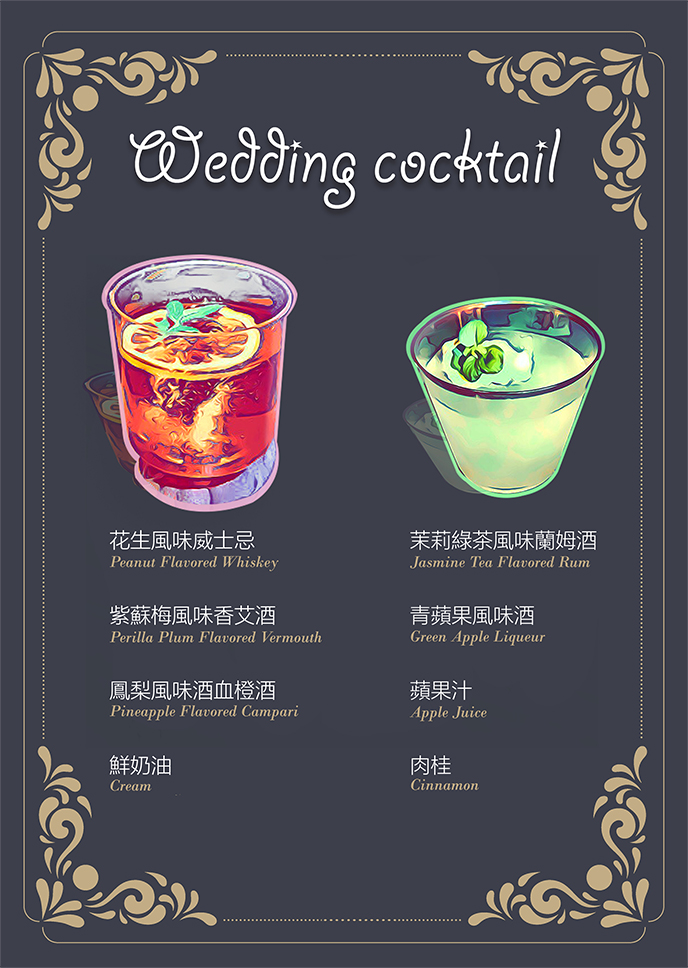 Wedding cocktail
花生風味威士忌
Peanut Flavored Whiskey
紫蘇梅風味香艾酒
Perilla Plum Flavored Vermouth
鳳梨風味酒血橙酒
Pineapple Flavored Campari
鮮奶油
Cream
茉莉綠茶風味蘭姆酒
Jasmine Tea Flavored Rum
青蘋果風味酒
Green Apple Liqueur
蘋果汁
Apple Juice
肉桂
Cinnamon